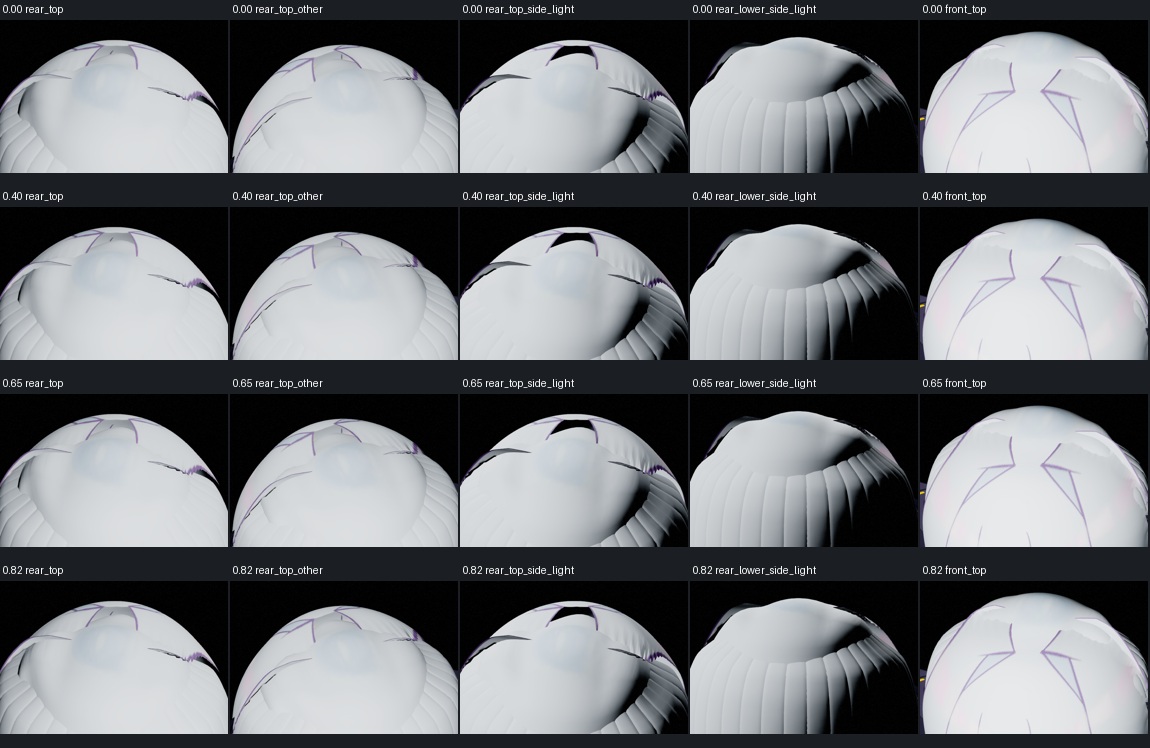 0.00 rear_top 0.00 rear_top_other 0.00 rear_top_side_light 0.00 rear_lower_side_light 0.00 front_top
0.40 rear_top 0.40 rear_top_other 0.40 rear_top_side_light 0.40 rear_lower_side_light 0.40 front_top
0.65 rear_top 0.65 rear_top_other 0.65 rear_top_side_light 0.65 rear_lower_side_light 0.65 front_top
0.82 rear_top 0.82 rear_top_other 0.82 rear_top_side_light 0.82 rear_lower_side_light 0.82 front_top